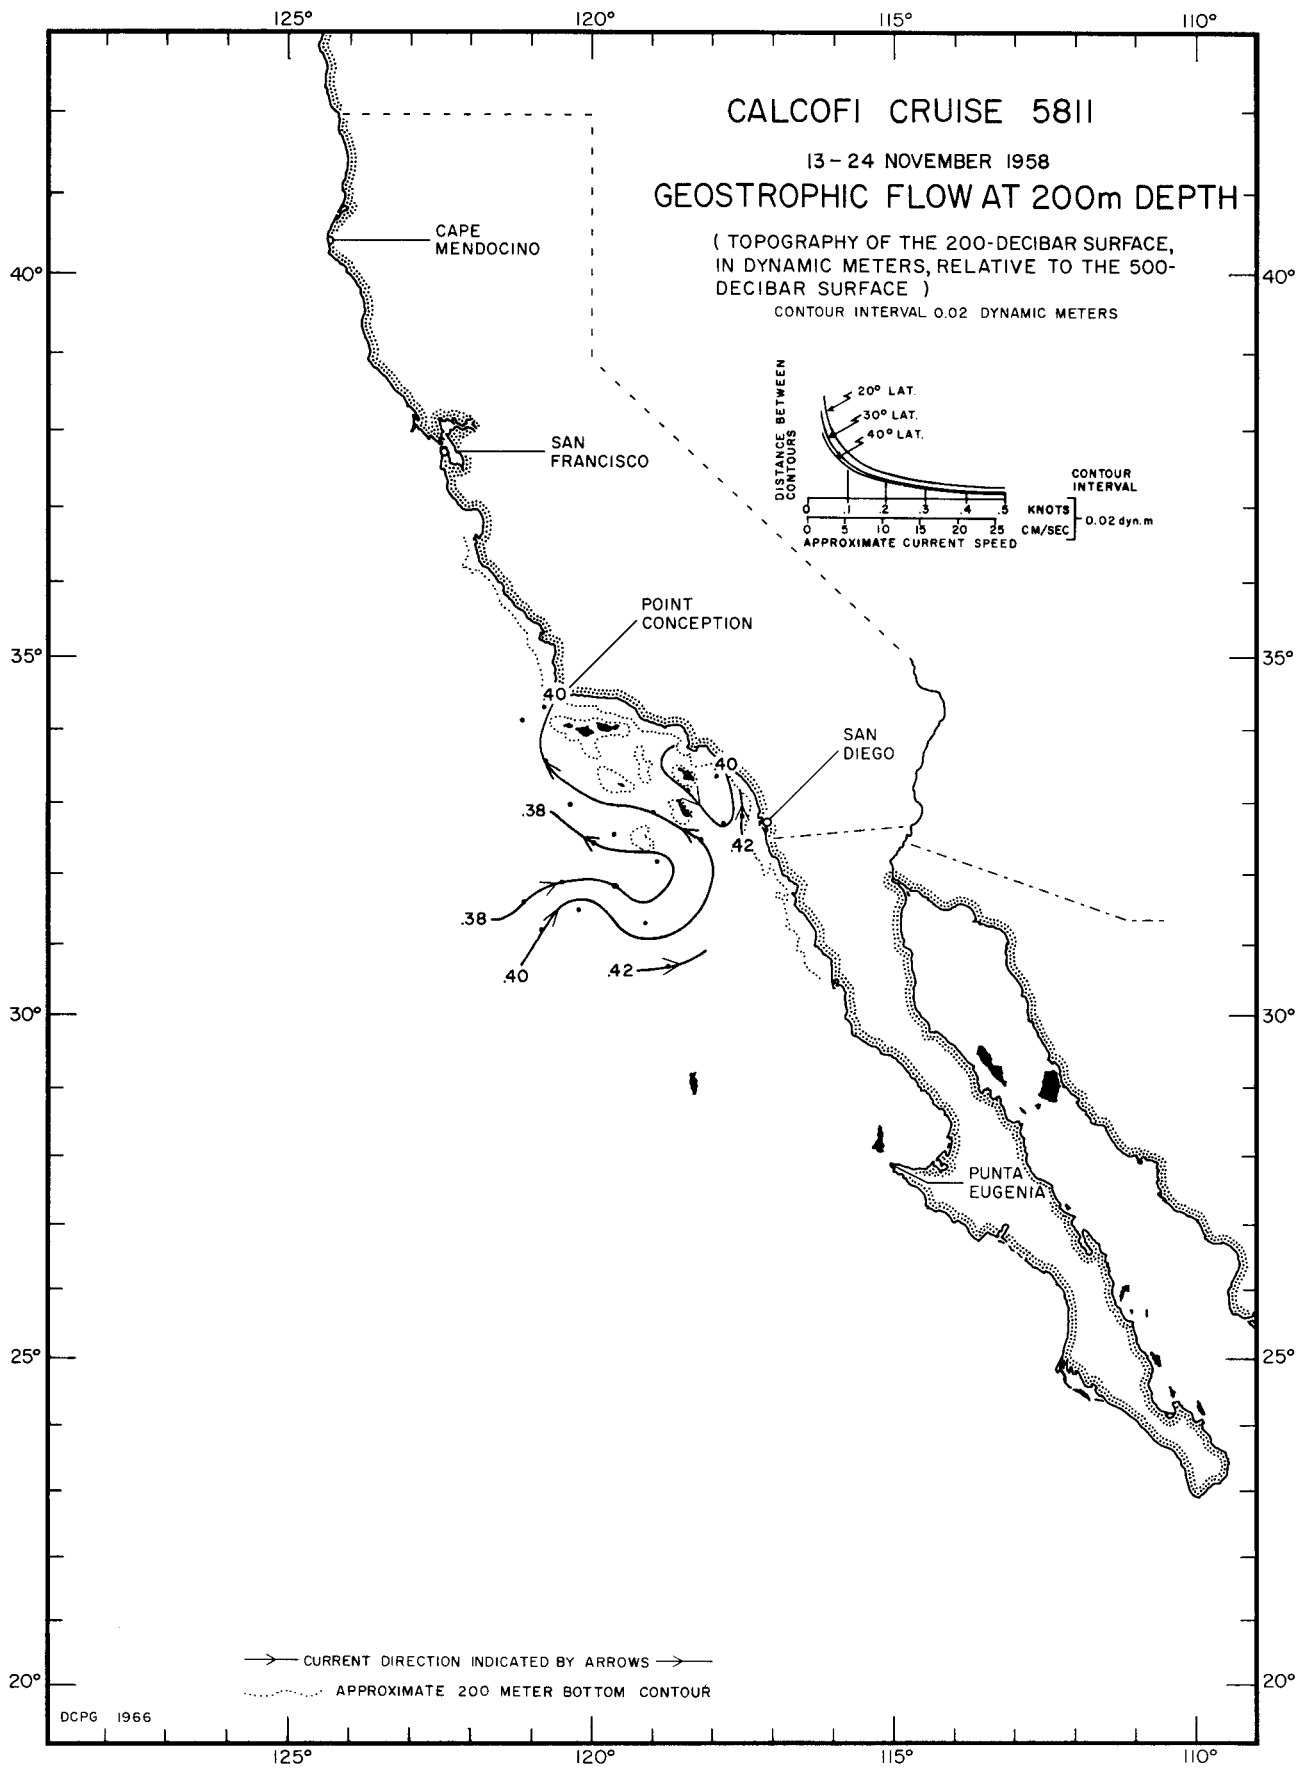 125° 120° 115° 110°
CALCOFI CRUISE 5811
13-24 NOVEMBER 1958
GEOSTROPHIC FLOW AT 200m DEPTH
( TOPOGRAPHY OF THE 200-DECIBAR SURFACE,
IN DYNAMIC METERS, RELATIVE TO THE 500-
DECIBAR SURFACE )
CONTOUR INTERVAL 0.02 DYNAMIC METERS
CAPE
MENDOCINO
40° 40°
DISTANCE BETWEEN
CONTOURS
20° LAT.
30° LAT.
40° LAT.
CONTOUR
INTERVAL
0 .1 .2 .3 .4 .5 KNOTS
0 5 10 15 20 25 CM/SEC
0.02 dyn.m
APPROXIMATE CURRENT SPEED
SAN
FRANCISCO
POINT
CONCEPTION
35° 35°
.40
SAN
DIEGO
.40
.38
.42
.38
.40
.42
30° 30°
PUNTA
EUGENIA
25° 25°
CURRENT DIRECTION INDICATED BY ARROWS
APPROXIMATE 200 METER BOTTOM CONTOUR
20° 20°
DCPG 1966
125° 120° 115° 110°